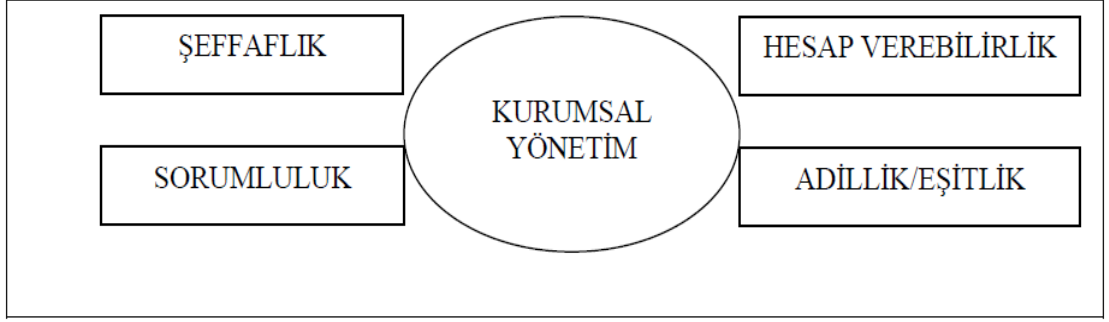 ŞEFFAFLIK
HESAP VEREBİLİRLİK
KURUMSAL
YÖNETİM
SORUMLULUK
ADİLLİK/EŞİTLİK